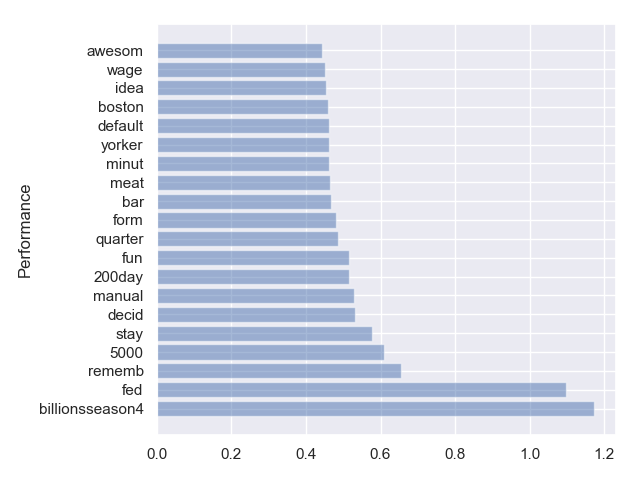 awesom
wage
idea
boston
default
yorker
minut
meat
bar
form
quarter
fun
200day
manual
decid
stay
5000
rememb
fed
billionsseason4
Performance
0.0 0.2 0.4 0.6 0.8 1.0 1.2